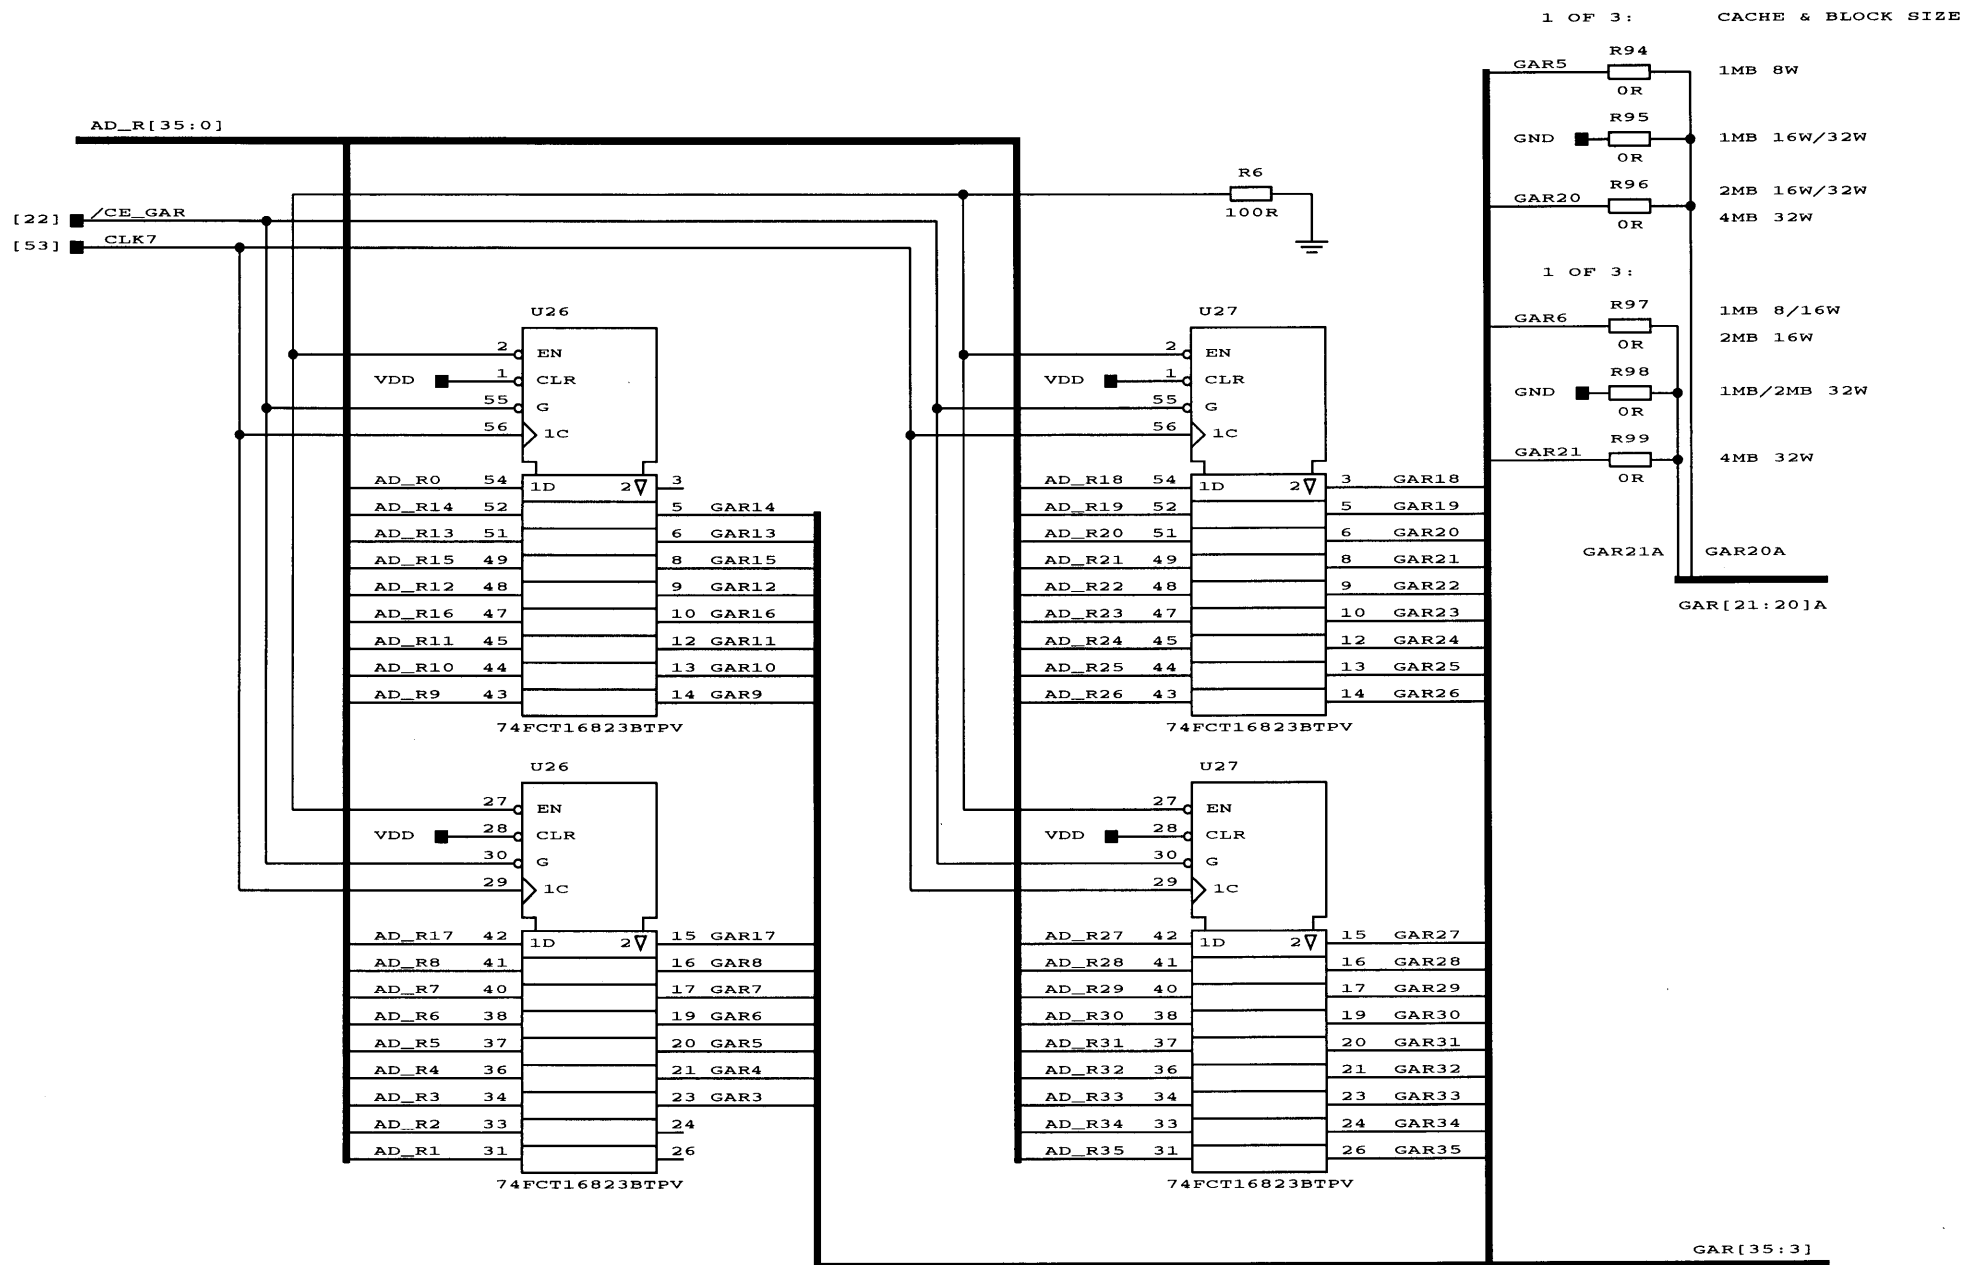 1 OF 3: CACHE & BLOCK SIZE
R94
GAR5 1MB 8W
0R
R95
GND 1MB 16W/32W
0R
R96 2MB 16W/32W
GAR20 4MB 32W
0R
1 OF 3:
R97 1MB 8/16W
GAR6 2MB 16W
0R
R98
GND 1MB/2MB 32W
0R
R99
GAR21 4MB 32W
0R
GAR21A GAR20A
GAR[21:20]A
AD_R[35:0]
[22] /CE_GAR
[53] CLK7
R6
100R
U26
2 EN
VDD 1 CLR
55 G
56 1C
AD_R0 54 1D 2 3
AD_R14 52 5 GAR14
AD_R13 51 6 GAR13
AD_R15 49 8 GAR15
AD_R12 48 9 GAR12
AD_R16 47 10 GAR16
AD_R11 45 12 GAR11
AD_R10 44 13 GAR10
AD_R9 43 14 GAR9
74FCT16823BTPV
U27
2 EN
VDD 1 CLR
55 G
56 1C
AD_R18 54 1D 2 3 GAR18
AD_R19 52 5 GAR19
AD_R20 51 6 GAR20
AD_R21 49 8 GAR21
AD_R22 48 9 GAR22
AD_R23 47 10 GAR23
AD_R24 45 12 GAR24
AD_R25 44 13 GAR25
AD_R26 43 14 GAR26
74FCT16823BTPV
U26
27 EN
VDD 28 CLR
30 G
29 1C
AD_R17 42 1D 2 15 GAR17
AD_R8 41 16 GAR8
AD_R7 40 17 GAR7
AD_R6 38 19 GAR6
AD_R5 37 20 GAR5
AD_R4 36 21 GAR4
AD_R3 34 23 GAR3
AD_R2 33 24
AD_R1 31 26
74FCT16823BTPV
U27
27 EN
VDD 28 CLR
30 G
29 1C
AD_R27 42 1D 2 15 GAR27
AD_R28 41 16 GAR28
AD_R29 40 17 GAR29
AD_R30 38 19 GAR30
AD_R31 37 20 GAR31
AD_R32 36 21 GAR32
AD_R33 34 23 GAR33
AD_R34 33 24 GAR34
AD_R35 31 26 GAR35
74FCT16823BTPV
GAR[35:3]